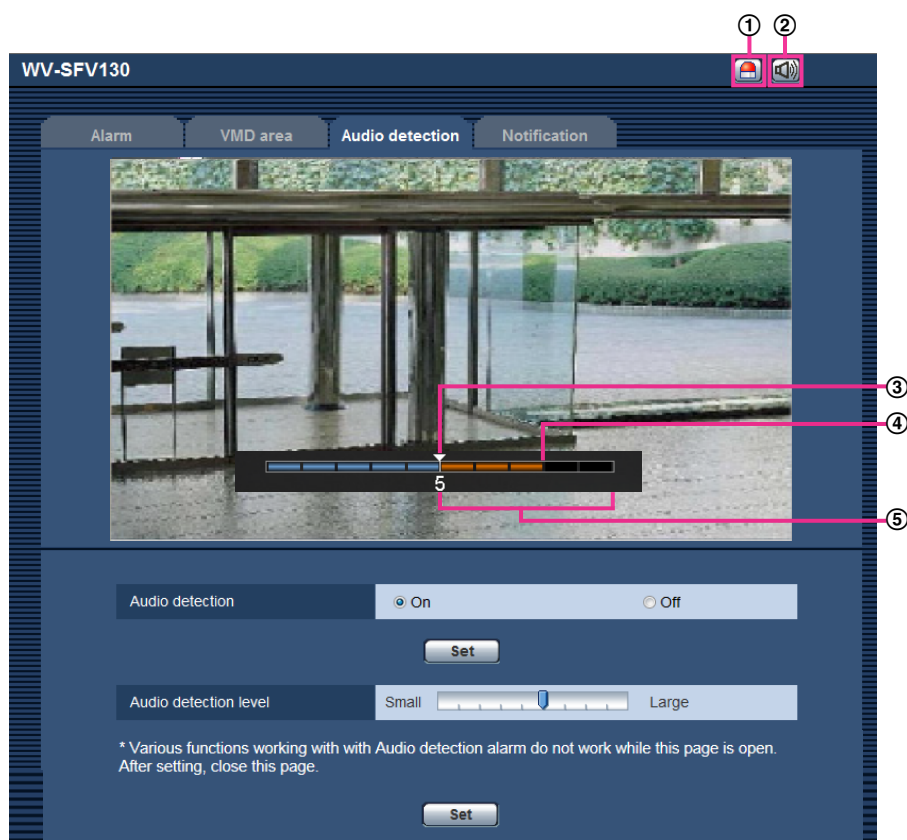 ① ②
WV-SFV130
Alarm VMD area Audio detection Notification
③
④
5
⑤
Audio detection On Off
Set
Audio detection level Small Large
* Various functions working with with Audio detection alarm do not work while this page is open.
After setting, close this page.
Set